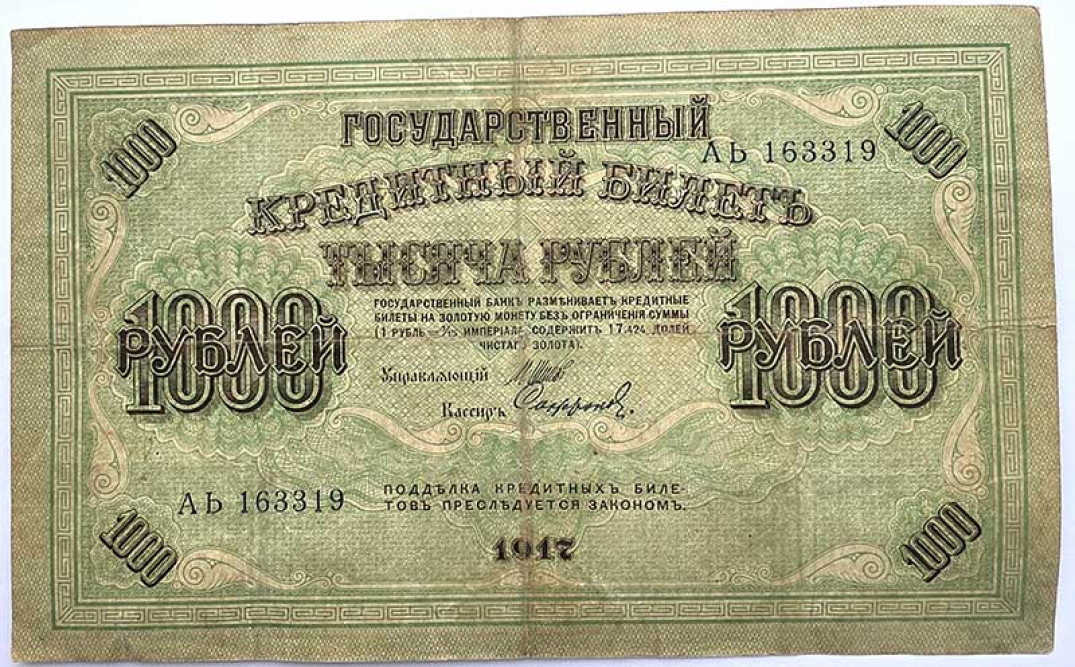 1000
1000
ГОСУДАРСТВЕННЫЙ
АЬ 163319
КРЕДИТНЫЙ БИЛЕТЪ
ТЫСЯЧА РУБЛЕЙ
1000
РУБЛЕЙ
1000
РУБЛЕЙ
ГОСУДАРСТВЕННЫЙ БАНКЪ РАЗМѢНИВАЕТЪ КРЕДИТНЫЕ
БИЛЕТЫ НА ЗОЛОТУЮ МОНЕТУ БЕЗЪ ОГРАНИЧЕНІЯ СУММЫ
(1 РУБЛЬ = 1/15 ИМПЕРІАЛА, СОДЕРЖИТЪ 17,424 ДОЛЕЙ
ЧИСТАГО ЗОЛОТА).
Управляющій
Кассиръ
АЬ 163319
ПОДДѢЛКА КРЕДИТНЫХЪ БИЛЕ-
ТОВЪ ПРЕСЛѢДУЕТСЯ ЗАКОНОМЪ.
1917
1000
1000